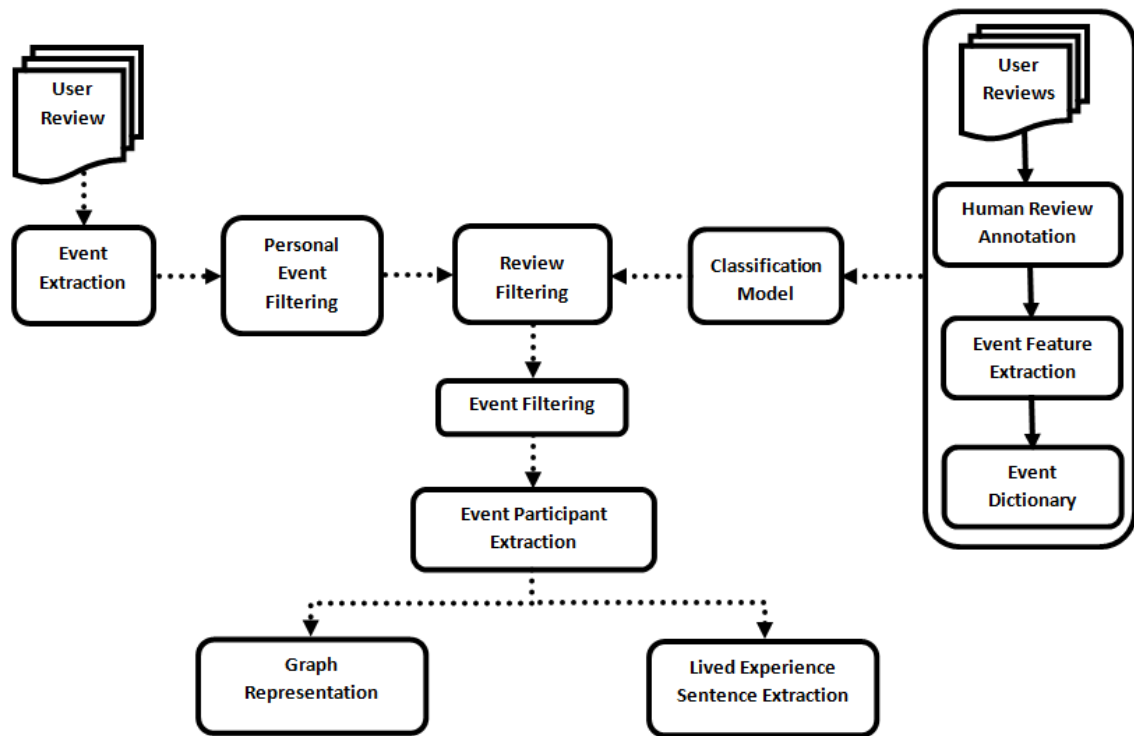 User
Review
User
Reviews
Event
Extraction
Personal
Event
Filtering
Review
Filtering
Classification
Model
Human Review
Annotation
Event Feature
Extraction
Event
Dictionary
Event Filtering
Event Participant
Extraction
Graph
Representation
Lived Experience
Sentence Extraction